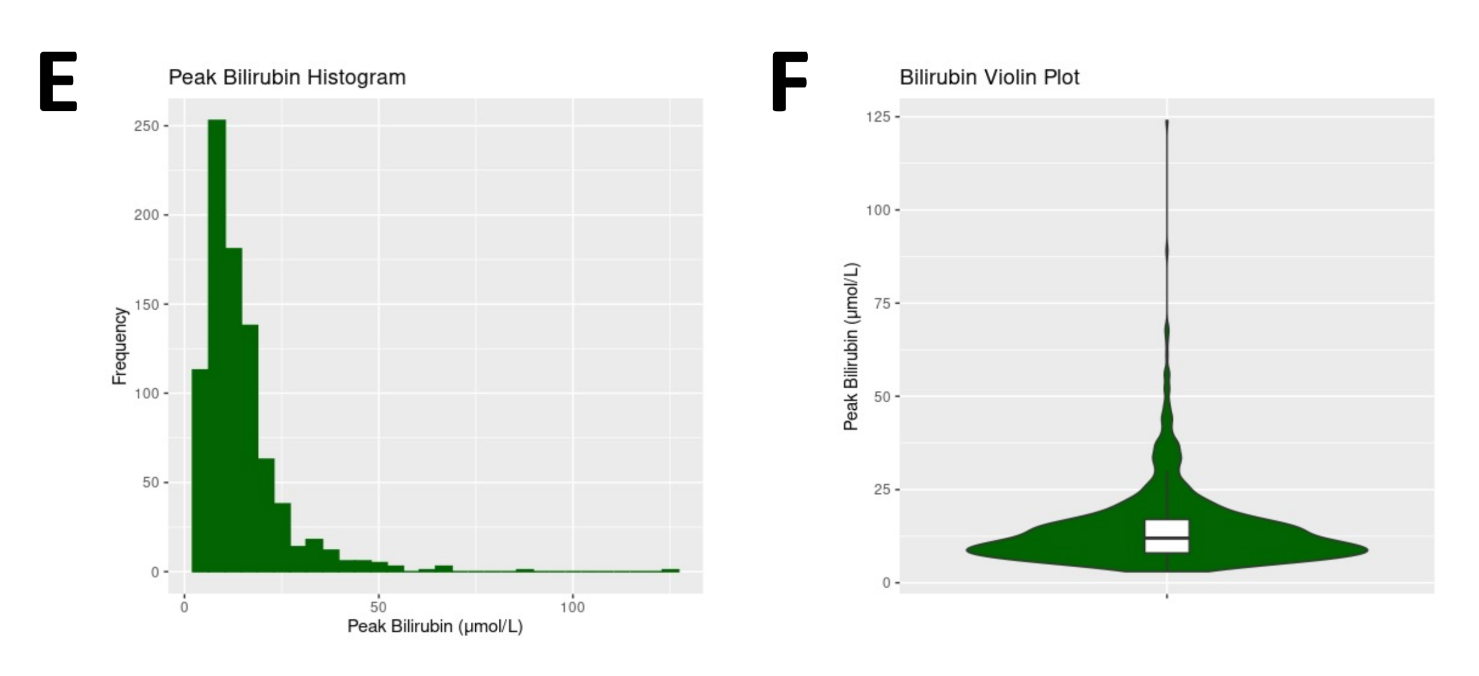 E
Peak Bilirubin Histogram
250
200
150
100
50
0
Frequency
0 50 100
Peak Bilirubin (µmol/L)
F
Bilirubin Violin Plot
125
100
75
50
25
0
Peak Bilirubin (µmol/L)